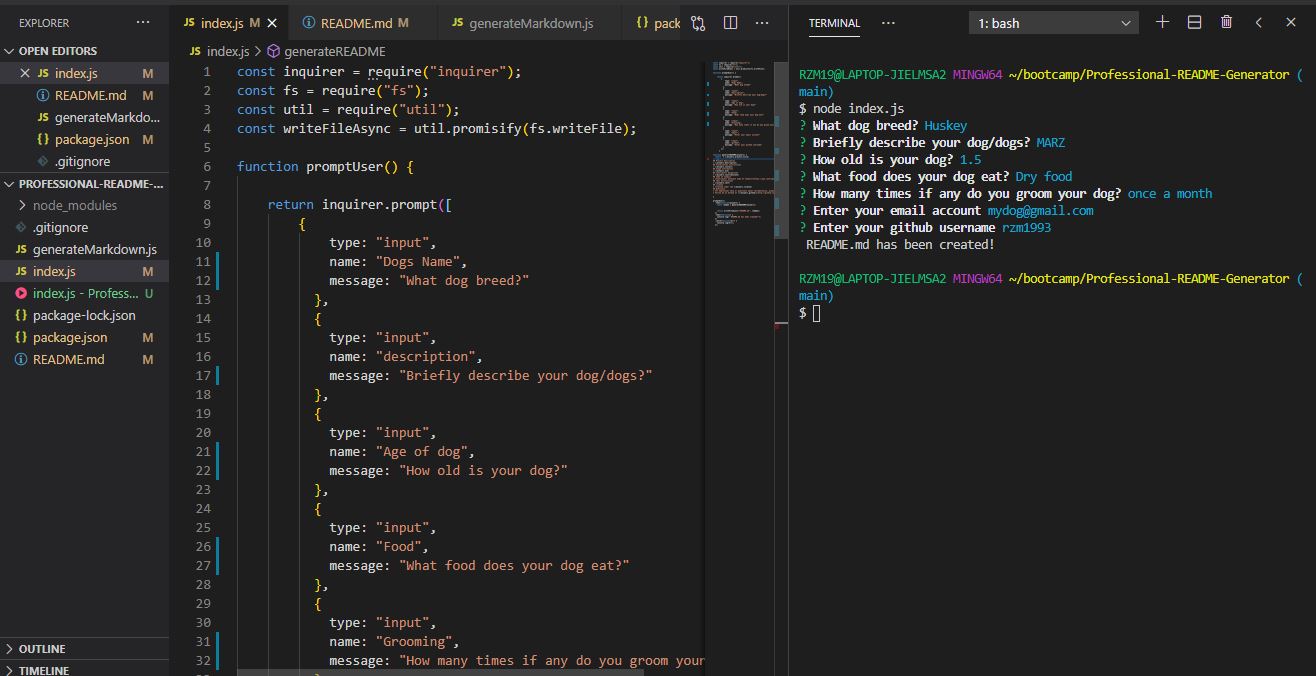 EXPLORER ...
OPEN EDITORS
JS index.js M
README.md M
JS generateMarkdo...
{} package.json M
.gitignore
PROFESSIONAL-README-...
node_modules
.gitignore
JS generateMarkdown.js
JS index.js M
index.js - Profess... U
{} package-lock.json
{} package.json M
README.md M
OUTLINE
TIMELINE
JS index.js M README.md M JS generateMarkdown.js {} pack ...
JS index.js > generateREADME
1 const inquirer = require("inquirer");
2 const fs = require("fs");
3 const util = require("util");
4 const writeFileAsync = util.promisify(fs.writeFile);
5
6 function promptUser() {
7
8 return inquirer.prompt([
9 {
10 type: "input",
11 name: "Dogs Name",
12 message: "What dog breed?"
13 },
14 {
15 type: "input",
16 name: "description",
17 message: "Briefly describe your dog/dogs?"
18 },
19 {
20 type: "input",
21 name: "Age of dog",
22 message: "How old is your dog?"
23 },
24 {
25 type: "input",
26 name: "Food",
27 message: "What food does your dog eat?"
28 },
29 {
30 type: "input",
31 name: "Grooming",
32 message: "How many times if any do you groom your
TERMINAL ... 1: bash
RZM19@LAPTOP-JIELMSA2 MINGW64 ~/bootcamp/Professional-README-Generator (
main)
$ node index.js
? What dog breed? Huskey
? Briefly describe your dog/dogs? MARZ
? How old is your dog? 1.5
? What food does your dog eat? Dry food
? How many times if any do you groom your dog? once a month
? Enter your email account mydog@gmail.com
? Enter your github username rzm1993
README.md has been created!
RZM19@LAPTOP-JIELMSA2 MINGW64 ~/bootcamp/Professional-README-Generator (
main)
$